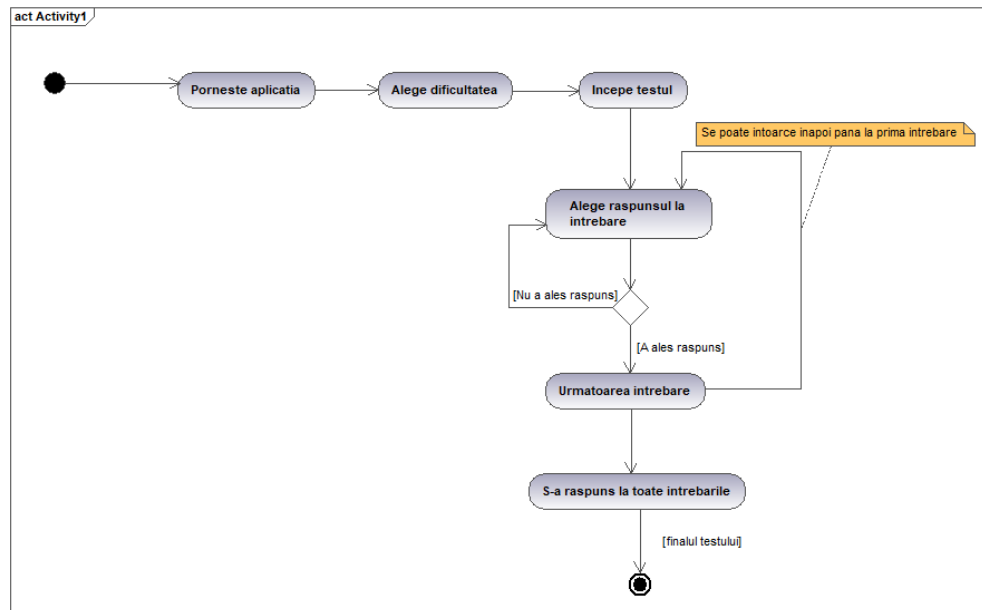 act Activity1
Porneste aplicatia
Alege dificultatea
Incepe testul
Se poate intoarce inapoi pana la prima intrebare
Alege raspunsul la
intrebare
[Nu a ales raspuns]
[A ales raspuns]
Urmatoarea intrebare
S-a raspuns la toate intrebarile
[finalul testului]